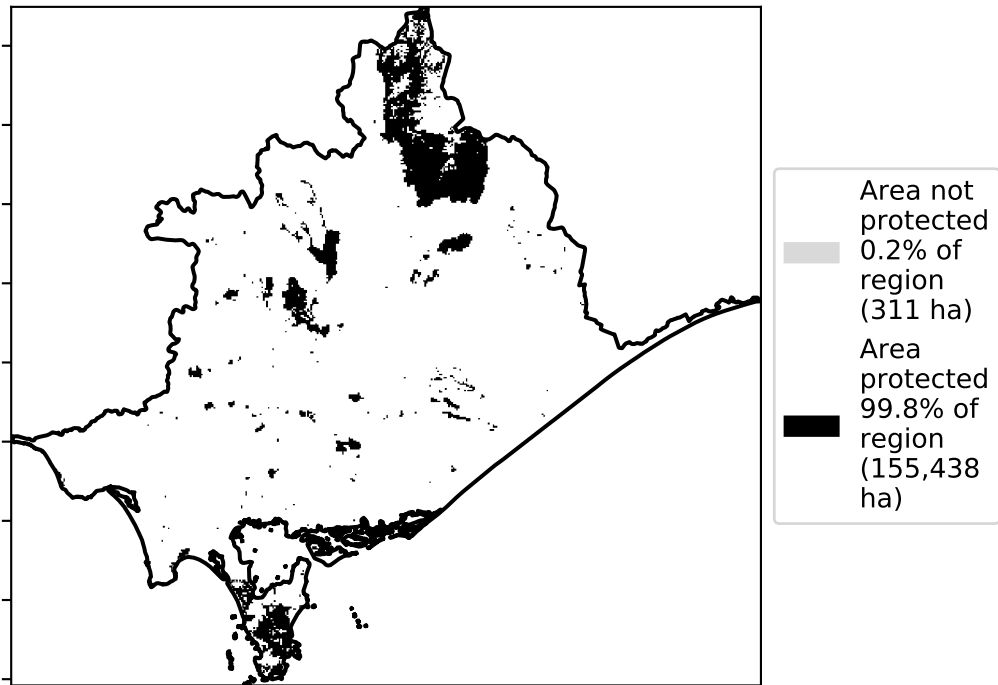 Area not
protected
0.2% of
region
(311 ha)
Area
protected
99.8% of
region
(155,438
ha)